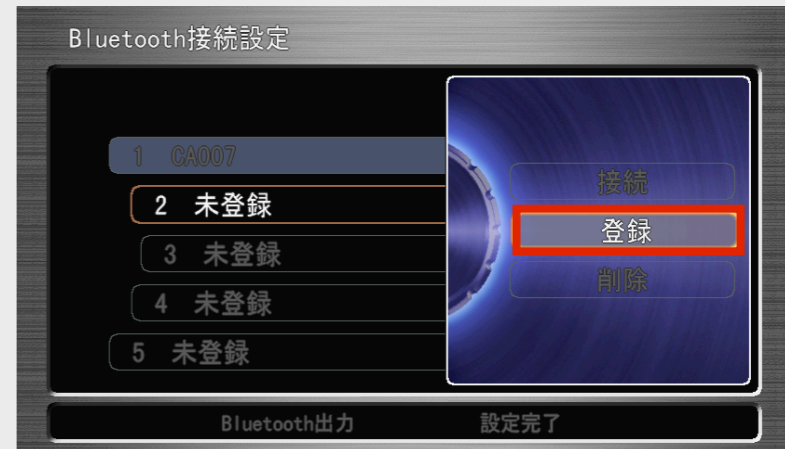 Bluetooth接続設定
1 CA007
2 未登録
3 未登録
4 未登録
5 未登録
接続
登録
削除
Bluetooth出力 設定完了